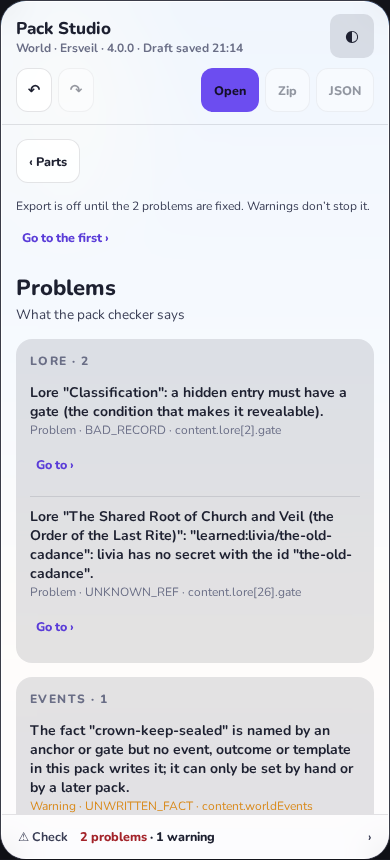 Pack Studio
World · Ersveil · 4.0.0 · Draft saved 21:14
Open Zip JSON
‹ Parts
Export is off until the 2 problems are fixed. Warnings don’t stop it.
Go to the first ›
Problems
What the pack checker says
LORE · 2
Lore "Classification": a hidden entry must have a
gate (the condition that makes it revealable).
Problem · BAD_RECORD · content.lore[2].gate
Go to ›
Lore "The Shared Root of Church and Veil (the
Order of the Last Rite)": "learned:livia/the-old-
cadance": livia has no secret with the id "the-old-
cadance".
Problem · UNKNOWN_REF · content.lore[26].gate
Go to ›
EVENTS · 1
The fact "crown-keep-sealed" is named by an
anchor or gate but no event, outcome or template
in this pack writes it; it can only be set by hand or
by a later pack.
Warning · UNWRITTEN_FACT · content.worldEvents
⚠ Check 2 problems · 1 warning ›